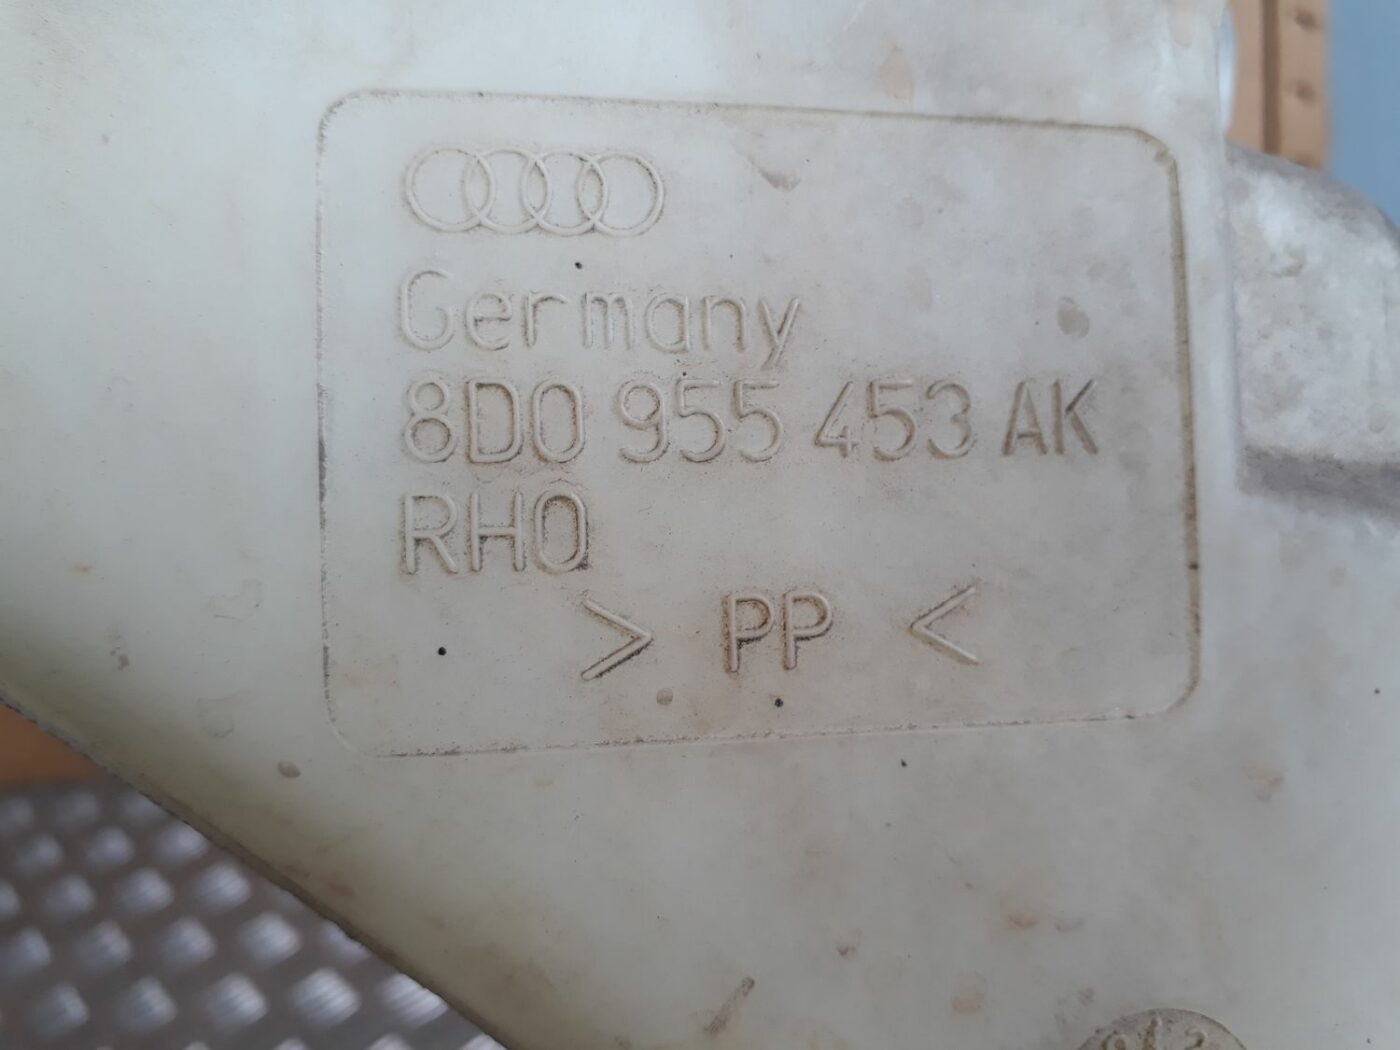 Germany
8D0 955 453 AK
RHO
> PP <